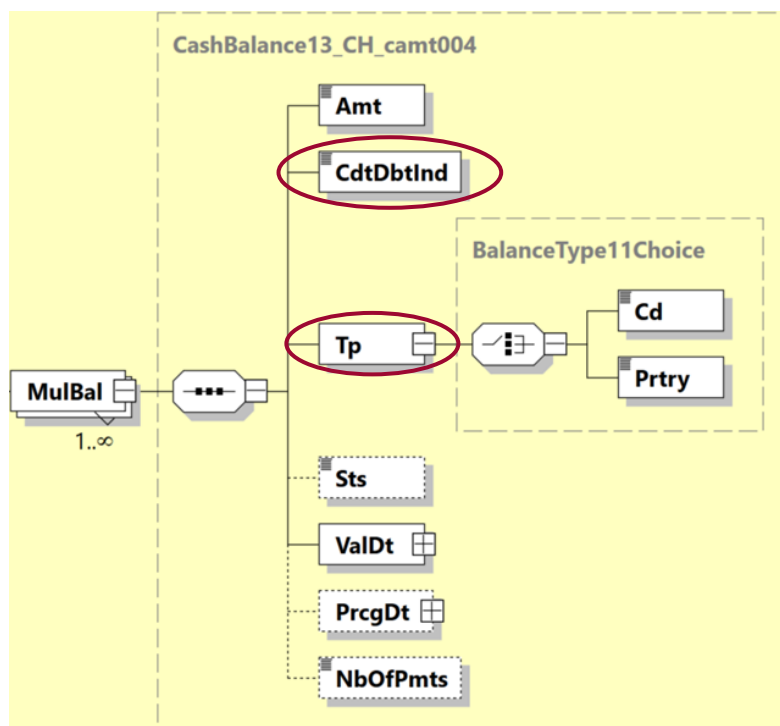 CashBalance13_CH_camt004
Amt
CdtDbtInd
BalanceType11Choice
Cd
Tp
Prtry
MulBal
1..∞
Sts
ValDt
PrcgDt
NbOfPmts